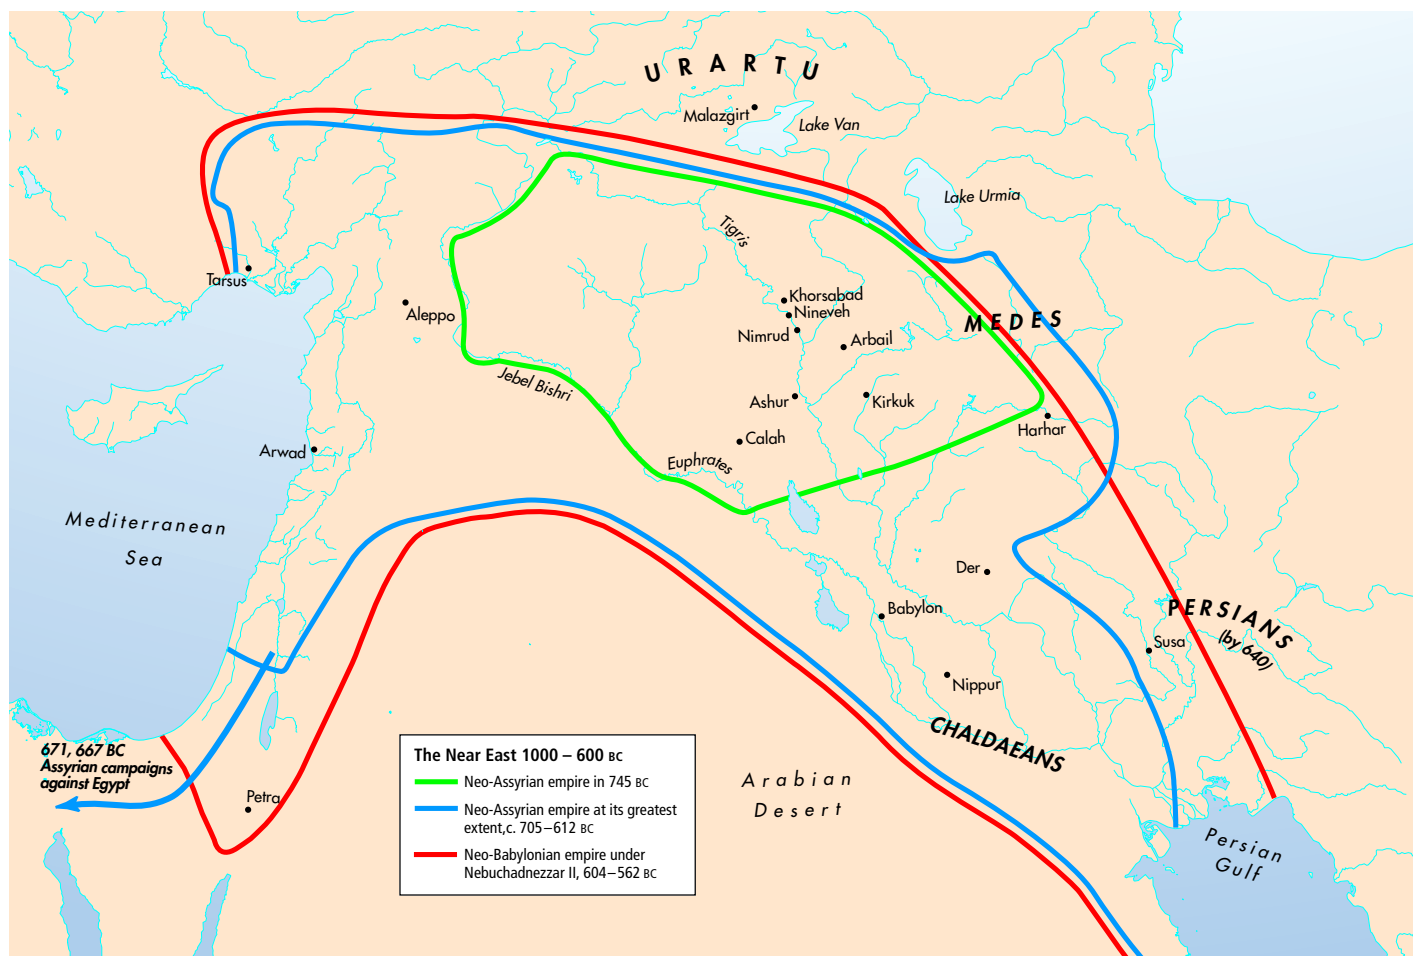 URARTU
Malazgirt
Lake Van
Lake Urmia
Tigris
Tarsus
Khorsabad
Nineveh
Nimrud
Aleppo
MEDES
Arbail
Jebel Bishri
Ashur
Kirkuk
Harhar
Calah
Arwad
Euphrates
Mediterranean
Sea
Der
Babylon
PERSIANS
(by 640)
Susa
Nippur
CHALDAEANS
671, 667 BC
Assyrian campaigns
against Egypt
Petra
Arabian
Desert
Persian
Gulf
The Near East 1000 – 600 BC
Neo-Assyrian empire in 745 BC
Neo-Assyrian empire at its greatest
extent,c. 705–612 BC
Neo-Babylonian empire under
Nebuchadnezzar II, 604–562 BC